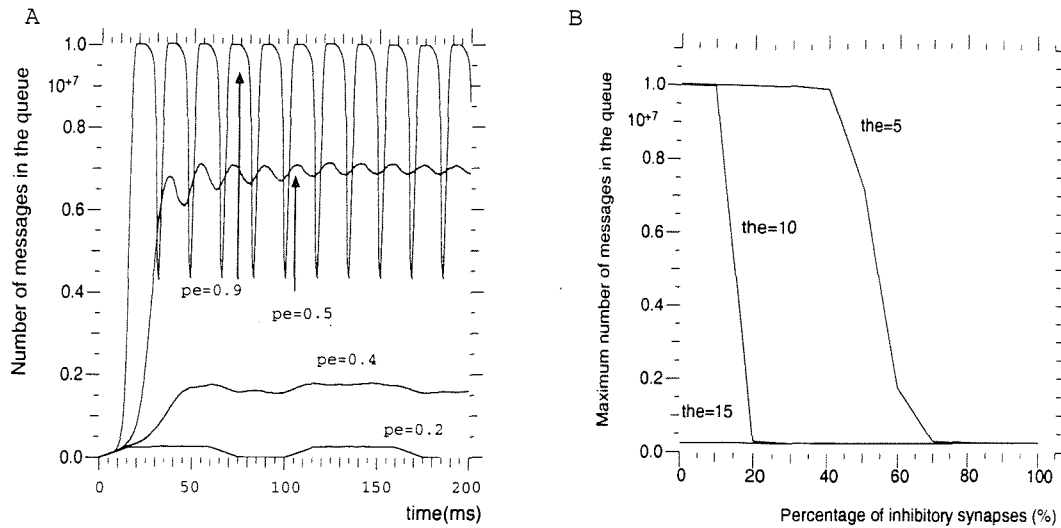 A
Number of messages in the queue
1.0
10+7
0.8
0.6
0.4
0.2
0.0
pe=0.9
pe=0.5
pe=0.4
pe=0.2
0
50
100
150
200
time(ms)
B
Maximum number of messages in the queue
1.0
10+7
0.8
0.6
0.4
0.2
0.0
the=5
the=10
the=15
0
20
40
60
80
100
Percentage of inhibitory synapses (%)